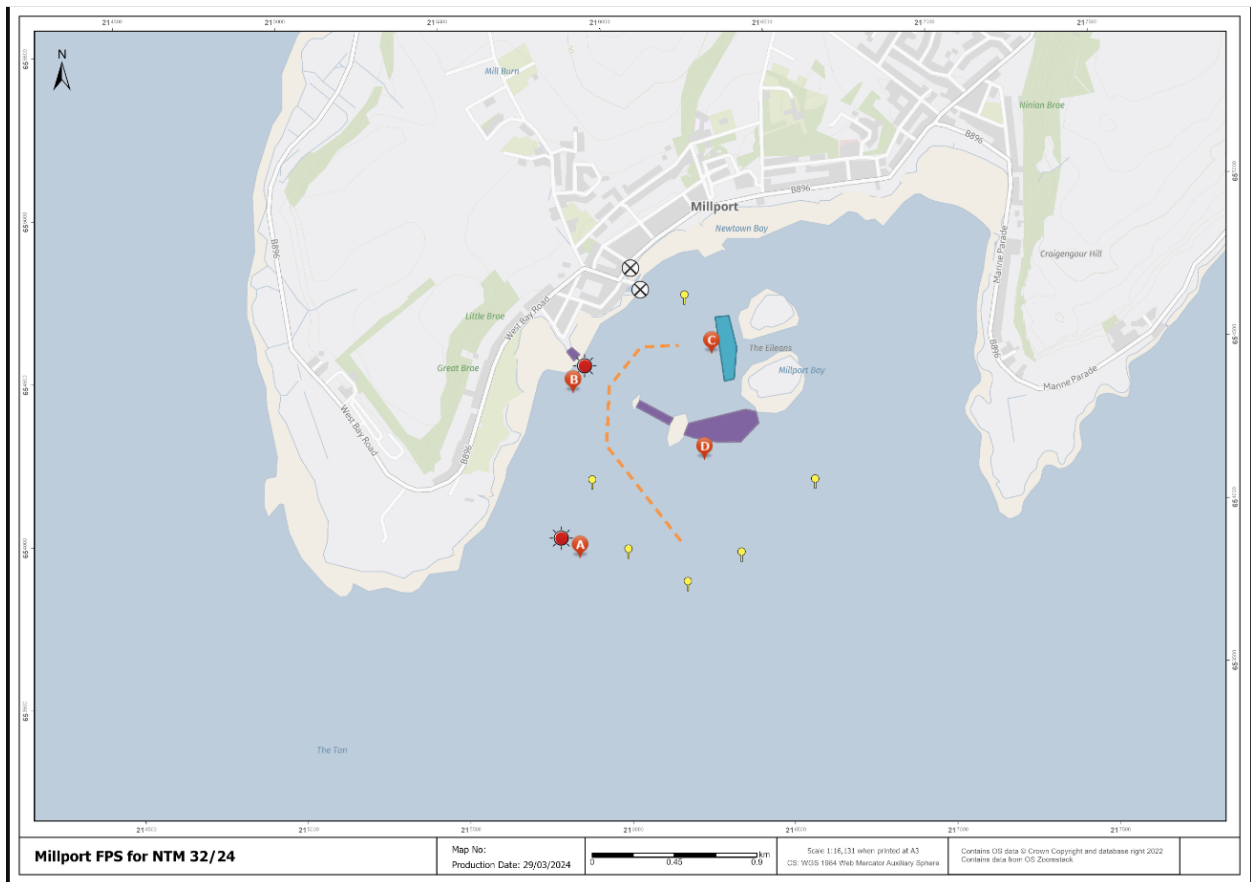 N
Mill Burn
Ninian Brae
B896
B896
Millport
Newtown Bay
B896
Marine Parade
Craigengour Hill
Little Brae
West Bay Road
C
The Eileans
Great Brae
B
Millport Bay
B896
Marine Parade
West Bay Road
B896
D
A
The Tan
Millport FPS for NTM 32/24
Map No:
Production Date: 29/03/2024
km
0 0.45 0.9
Scale 1:16,131 when printed at A3
CS: WGS 1984 Web Mercator Auxiliary Sphere
Contains OS data © Crown Copyright and database right 2022
Contains data from OS Zoomstack